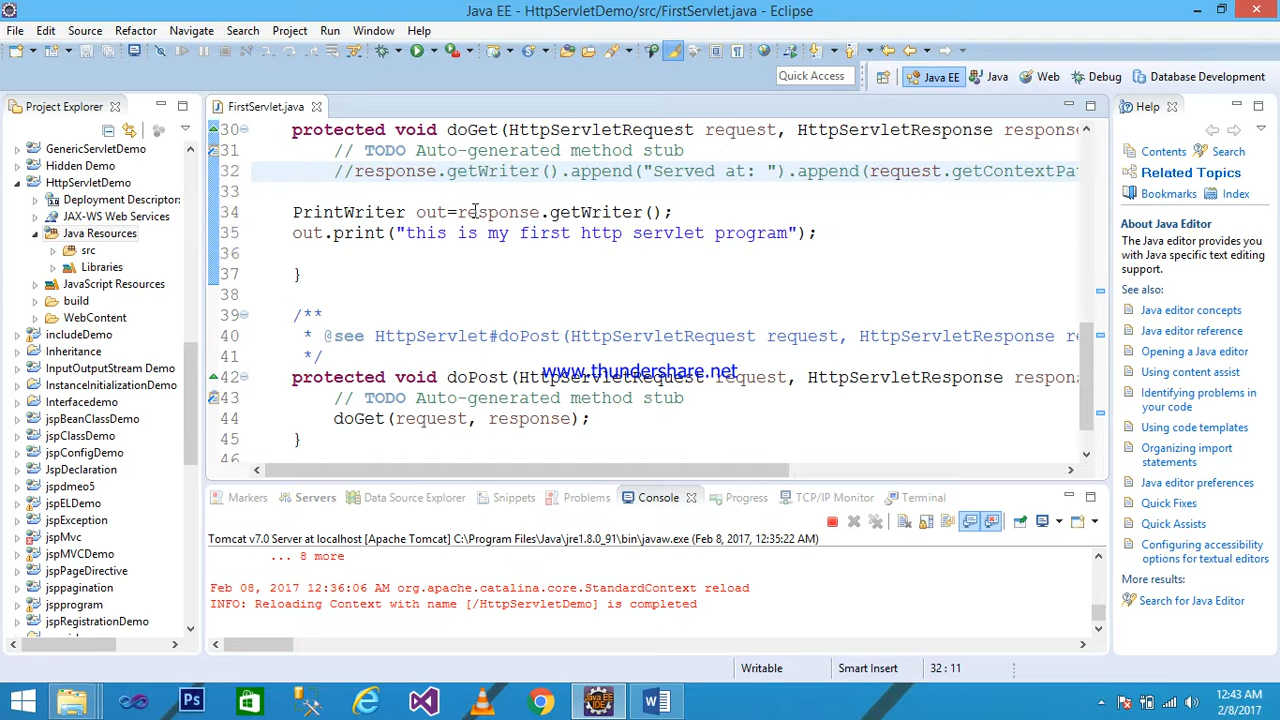 Java EE - HttpServletDemo/src/FirstServlet.java - Eclipse
File Edit Source Refactor Navigate Search Project Run Window Help
Quick Access Java EE Java Web Debug Database Development
Project Explorer
GenericServletDemo
Hidden Demo
HttpServletDemo
Deployment Descriptor:
JAX-WS Web Services
Java Resources
src
Libraries
JavaScript Resources
build
WebContent
includeDemo
Inheritance
InputOutputStream Demo
InstanceInitializationDemo
Interfacedemo
jspBeanClassDemo
jspClassDemo
jspConfigDemo
JspDeclaration
jspdmeo5
jspELDemo
jspException
jspMvc
jspMVCDemo
jspPageDirective
jsppagination
jspprogram
jspRegistrationDemo
FirstServlet.java
30 protected void doGet(HttpServletRequest request, HttpServletResponse response
31 // TODO Auto-generated method stub
32 //response.getWriter().append("Served at: ").append(request.getContextPa
33
34 PrintWriter out=response.getWriter();
35 out.print("this is my first http servlet program");
36
37 }
38
39 /**
40 * @see HttpServlet#doPost(HttpServletRequest request, HttpServletResponse re
41 */
www.thundershare.net
42 protected void doPost(HttpServletRequest request, HttpServletResponse respon
43 // TODO Auto-generated method stub
44 doGet(request, response);
45 }
46
Markers Servers Data Source Explorer Snippets Problems Console Progress TCP/IP Monitor Terminal
Tomcat v7.0 Server at localhost [Apache Tomcat] C:\Program Files\Java\jre1.8.0_91\bin\javaw.exe (Feb 8, 2017, 12:35:22 AM)
... 8 more
Feb 08, 2017 12:36:06 AM org.apache.catalina.core.StandardContext reload
INFO: Reloading Context with name [/HttpServletDemo] is completed
Help
Contents Search
Related Topics
Bookmarks Index
About Java Editor
The Java editor provides you
with Java specific text editing
support.
See also:
Java editor concepts
Java editor reference
Opening a Java editor
Using content assist
Identifying problems in
your code
Using code templates
Organizing import
statements
Java editor preferences
Quick Fixes
Quick Assists
Configuring accessibility
options for textual editors
More results:
Search for Java Editor
Writable Smart Insert 32 : 11
12:43 AM
2/8/2017